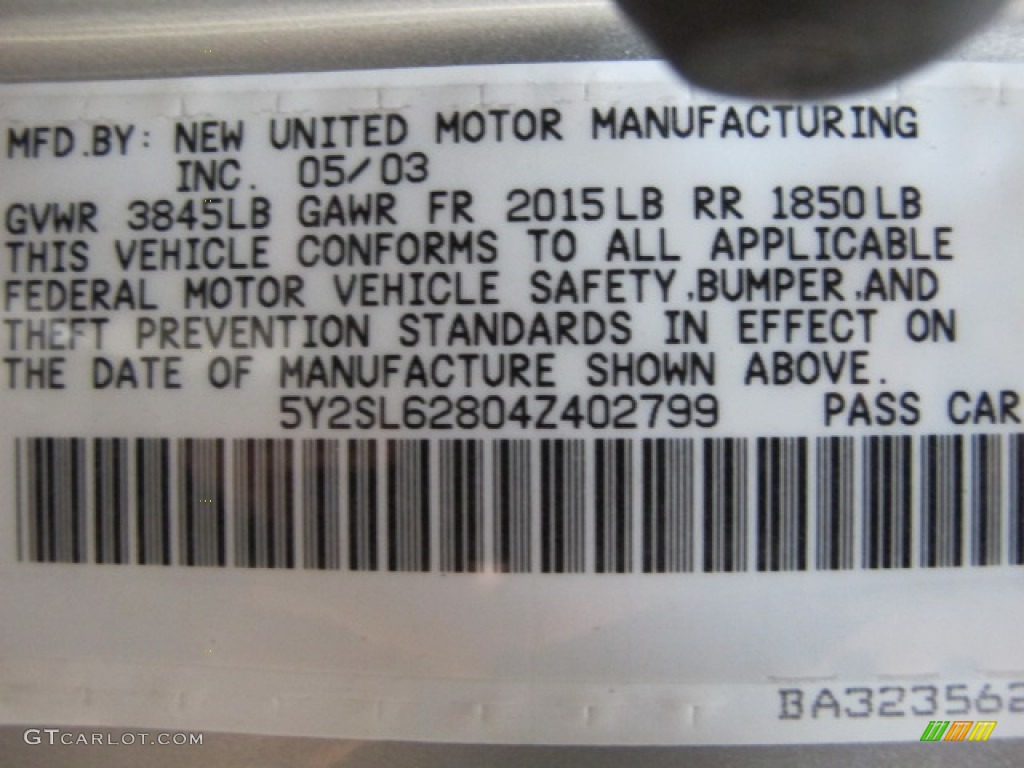 MFD.BY: NEW UNITED MOTOR MANUFACTURING
INC. 05/03
GVWR 3845LB GAWR FR 2015LB RR 1850LB
THIS VEHICLE CONFORMS TO ALL APPLICABLE
FEDERAL MOTOR VEHICLE SAFETY,BUMPER,AND
THEFT PREVENTION STANDARDS IN EFFECT ON
THE DATE OF MANUFACTURE SHOWN ABOVE.
5Y2SL62804Z402799 PASS CAR
BA323562
GTCARLOT.COM